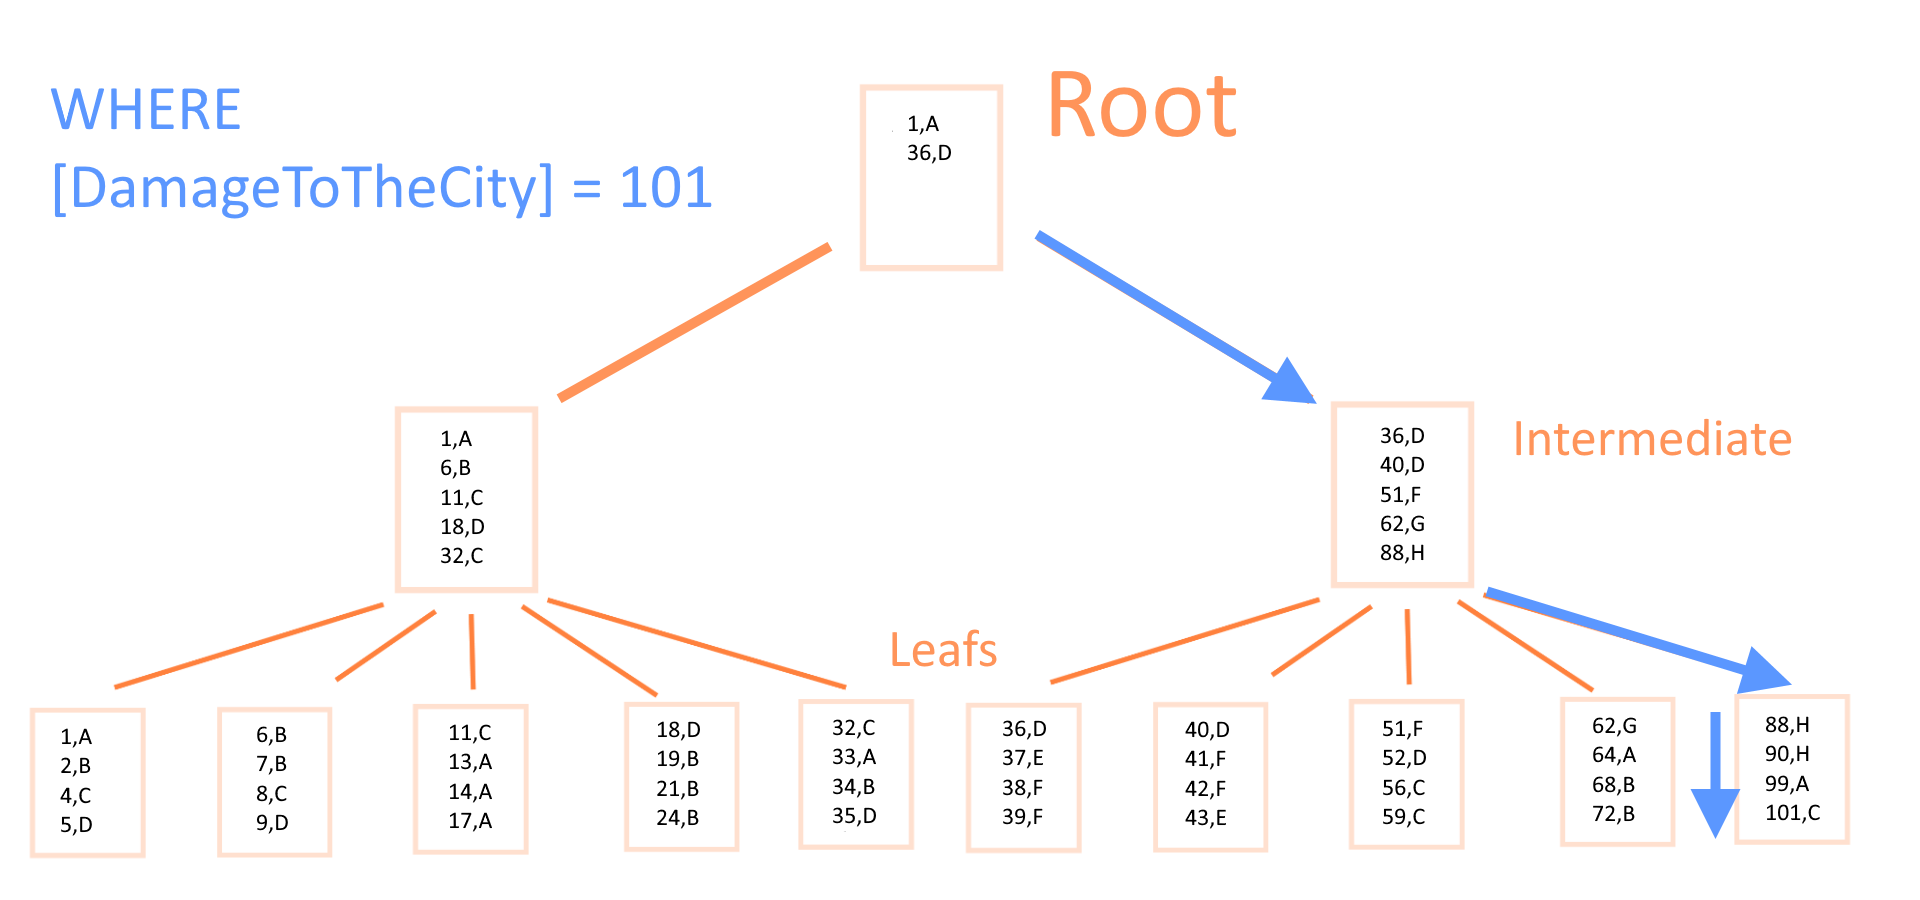 WHERE
[DamageToTheCity] = 101
Root
1,A
36,D
1,A
6,B
11,C
18,D
32,C
Intermediate
36,D
40,D
51,F
62,G
88,H
Leafs
1,A
2,B
4,C
5,D
6,B
7,B
8,C
9,D
11,C
13,A
14,A
17,A
18,D
19,B
21,B
24,B
32,C
33,A
34,B
35,D
36,D
37,E
38,F
39,F
40,D
41,F
42,F
43,E
51,F
52,D
56,C
59,C
62,G
64,A
68,B
72,B
88,H
90,H
99,A
101,C